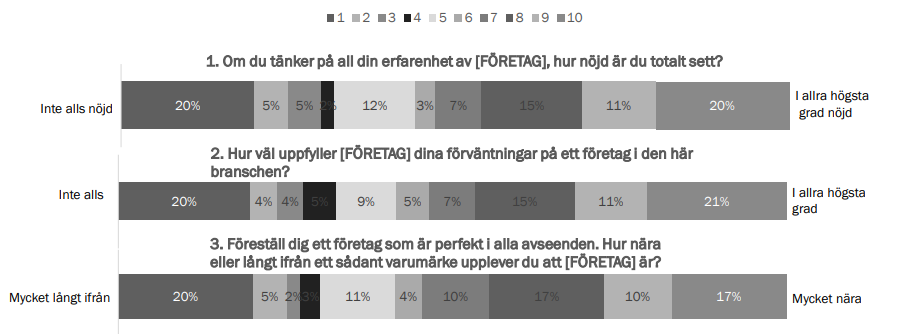 1 2 3 4 5 6 7 8 9 10
1. Om du tänker på all din erfarenhet av [FÖRETAG], hur nöjd är du totalt sett?
Inte alls nöjd
20% 5% 5% 2% 12% 3% 7% 15% 11% 20%
I allra högsta
grad nöjd
2. Hur väl uppfyller [FÖRETAG] dina förväntningar på ett företag i den här
branschen?
Inte alls
20% 4% 4% 5% 9% 5% 7% 15% 11% 21%
I allra högsta
grad
3. Föreställ dig ett företag som är perfekt i alla avseenden. Hur nära
eller långt ifrån ett sådant varumärke upplever du att [FÖRETAG] är?
Mycket långt ifrån
20% 5% 2% 3% 11% 4% 10% 17% 10% 17%
Mycket nära